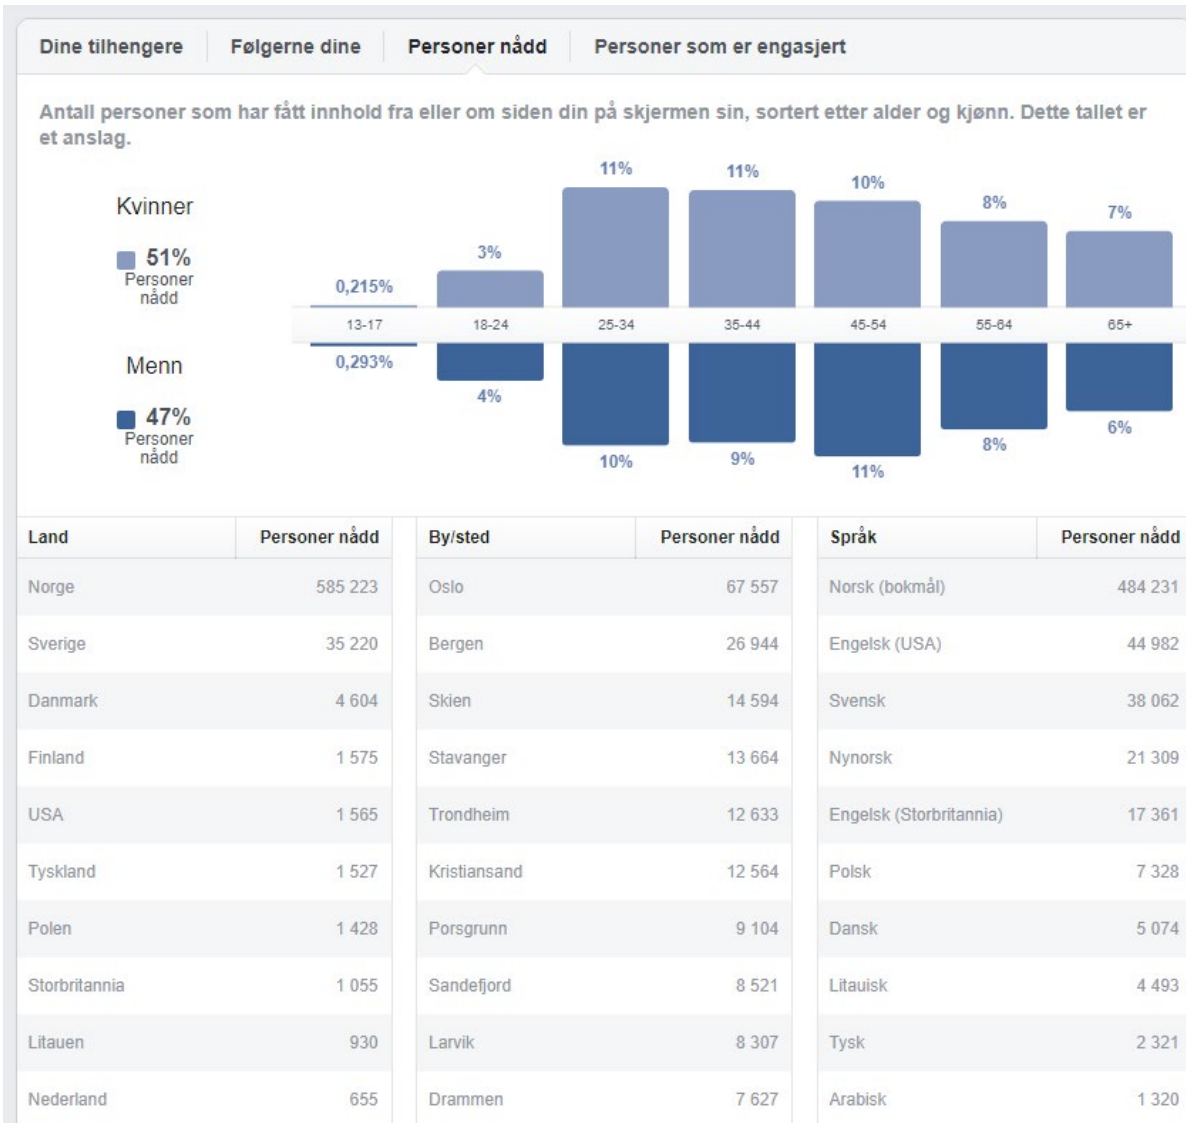 Dine tilhengere Følgerne dine Personer nådd Personer som er engasjert
Antall personer som har fått innhold fra eller om siden din på skjermen sin, sortert etter alder og kjønn. Dette tallet er
et anslag.
Kvinner
51%
Personer
nådd
0,215% 3% 11% 11% 10% 8% 7%
13-17 18-24 25-34 35-44 45-54 55-64 65+
Menn
47%
Personer
nådd
0,293% 4% 10% 9% 11% 8% 6%
Land Personer nådd By/sted Personer nådd Språk Personer nådd
Norge 585 223 Oslo 67 557 Norsk (bokmål) 484 231
Sverige 35 220 Bergen 26 944 Engelsk (USA) 44 982
Danmark 4 604 Skien 14 594 Svensk 38 062
Finland 1 575 Stavanger 13 664 Nynorsk 21 309
USA 1 565 Trondheim 12 633 Engelsk (Storbritannia) 17 361
Tyskland 1 527 Kristiansand 12 564 Polsk 7 328
Polen 1 428 Porsgrunn 9 104 Dansk 5 074
Storbritannia 1 055 Sandefjord 8 521 Litauisk 4 493
Litauen 930 Larvik 8 307 Tysk 2 321
Nederland 655 Drammen 7 627 Arabisk 1 320